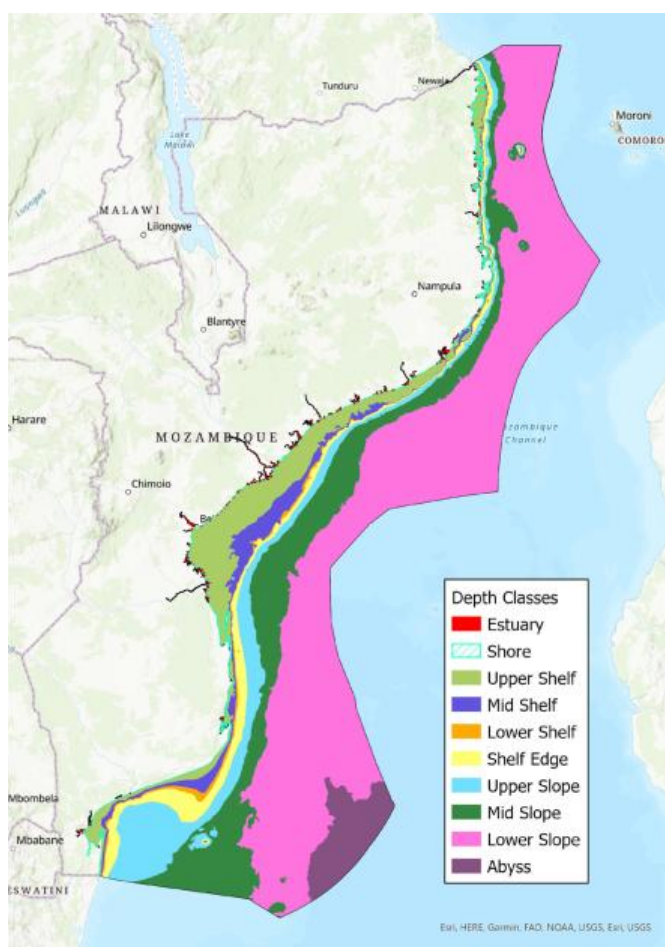 Tunduru
Newala
Moroni
COMOROS
Lake
Malawi
MALAWI
Lilongwe
Nampula
Blantyre
Harare
MOZAMBIQUE
Channel
Chimoio
Be
Depth Classes
Estuary
Shore
Upper Shelf
Mid Shelf
Lower Shelf
Shelf Edge
Upper Slope
Mid Slope
Lower Slope
Abyss
Mbombela
Mbabane
ESWATINI
Esri, HERE, Garmin, FAO, NOAA, USGS, Esri, USGS